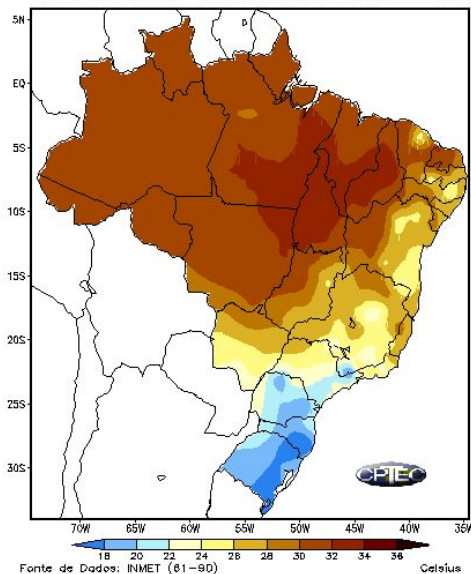 5N
EQ
5S
10S
15S
20S
25S
30S
70W 65W 60W 55W 50W 45W 40W 35W
CPTEC
18 20 22 24 26 28 30 32 34 36
Fonte de Dados: INMET (61-90) Celsius